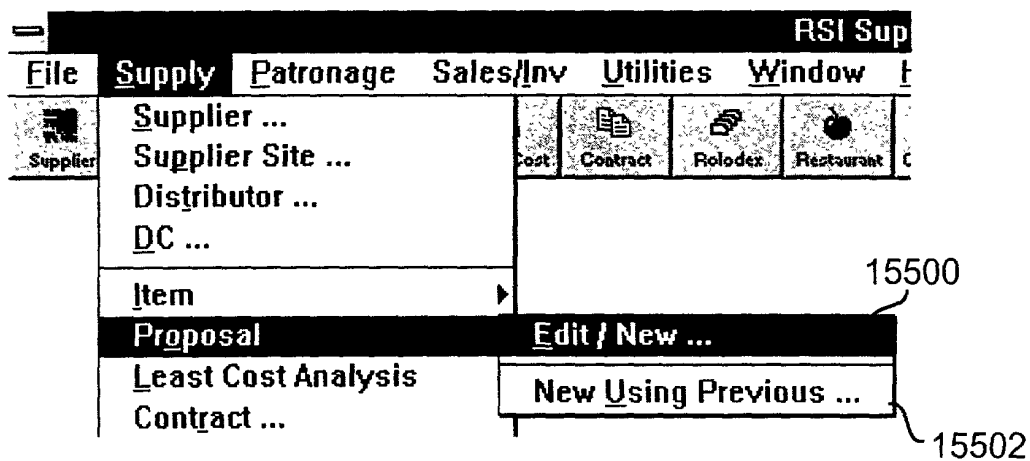 RSI Sup
File Supply Patronage Sales/Inv Utilities Window
Supplier ...
Supplier Cost Contract Rolodex Restaurant
Supplier Site ...
Distributor ...
DC ...
Item
15500
Proposal Edit / New ...
Least Cost Analysis
New Using Previous ...
Contract ...
15502